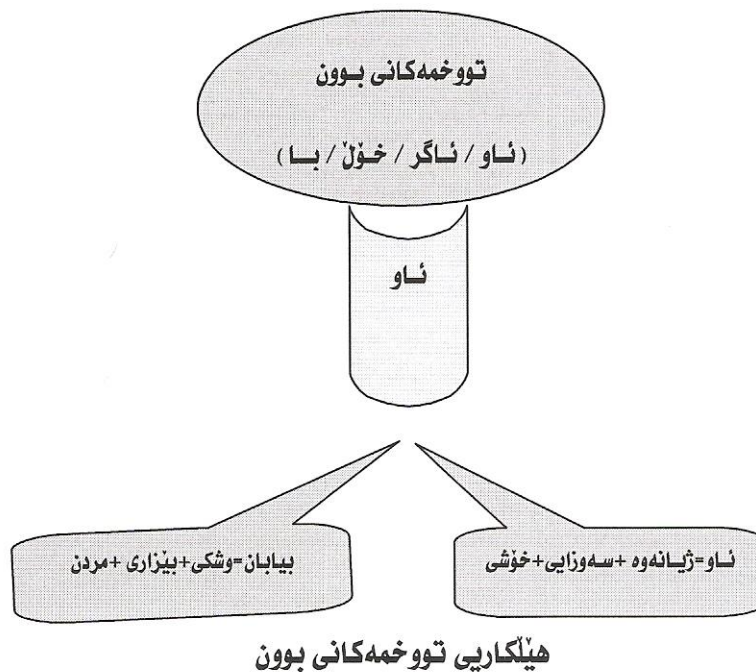 تووخمەکانی بوون
(ئاو / ئاگر / خۆڵ / با)
ئاو
ئاو=ژیانەوە+سەوزایی+خۆشی
بیابان=وشکی+بێزاری+مردن
هێڵکاریی تووخمەکانی بوون